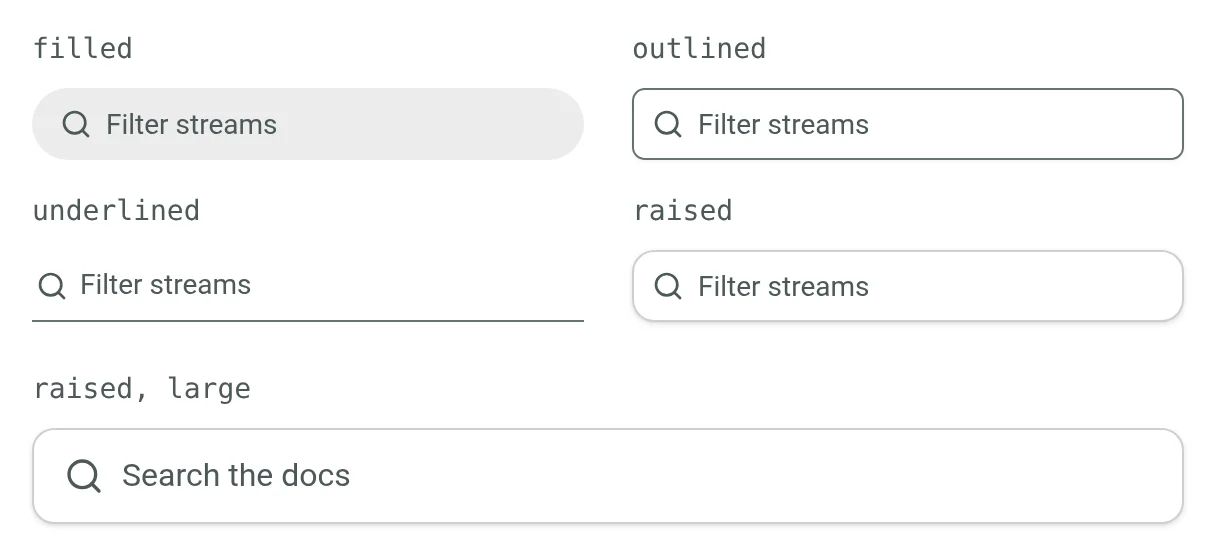 filled
outlined
Filter streams
Filter streams
underlined
raised
Filter streams
Filter streams
raised, large
Search the docs